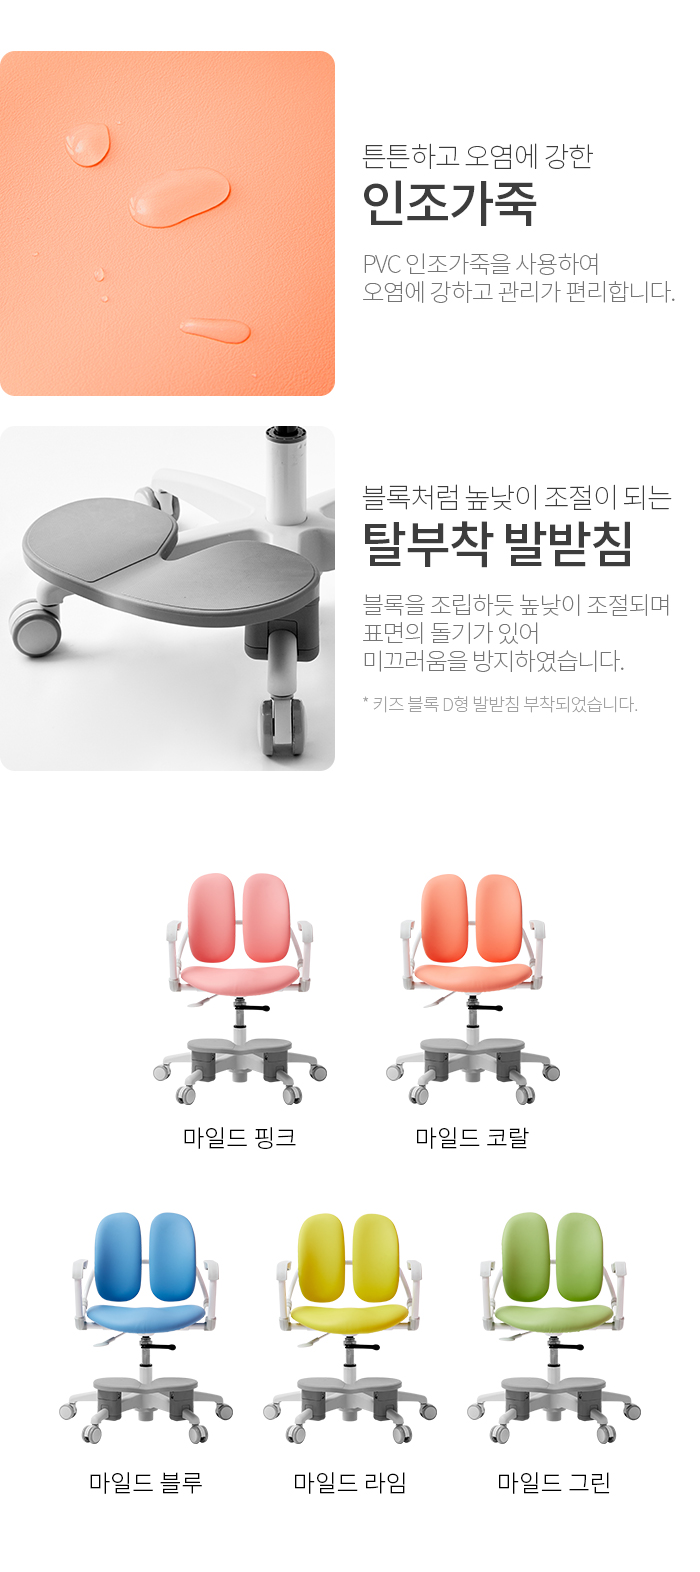 튼튼하고 오염에 강한
인조가죽
PVC 인조가죽을 사용하여
오염에 강하고 관리가 편리합니다.
블록처럼 높낮이 조절이 되는
탈부착 발받침
블록을 조립하듯 높낮이 조절되며
표면의 돌기가 있어
미끄러움을 방지하였습니다.
* 키즈 블록 D형 발받침 부착되었습니다.
마일드 핑크
마일드 코랄
마일드 블루
마일드 라임
마일드 그린